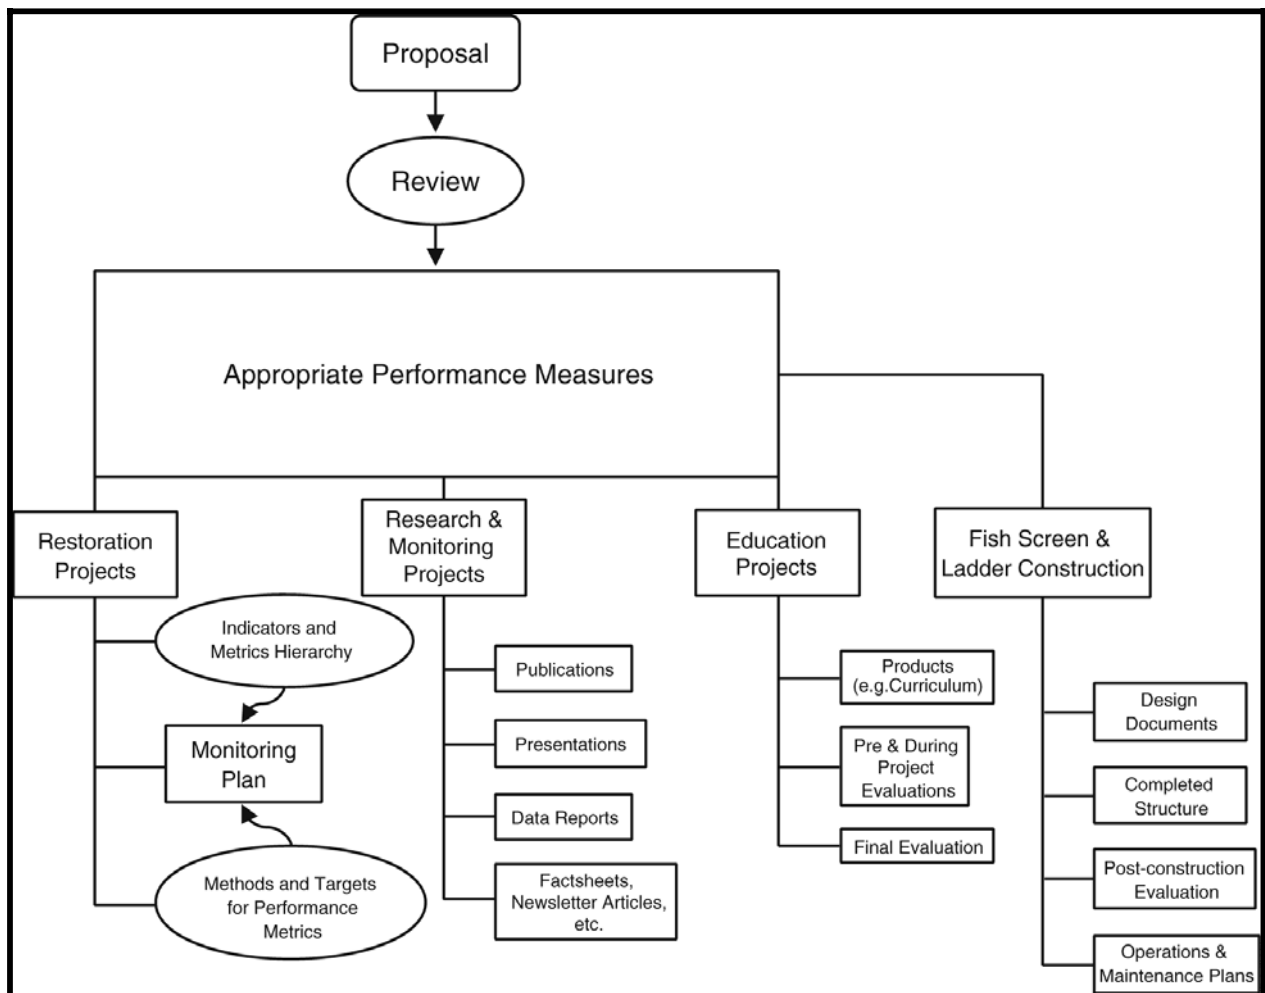 Proposal
Review
Appropriate Performance Measures
Restoration
Projects
Research &
Monitoring
Projects
Education
Projects
Fish Screen &
Ladder Construction
Indicators and
Metrics Hierarchy
Monitoring
Plan
Methods and Targets
for Performance
Metrics
Publications
Presentations
Data Reports
Factsheets,
Newsletter Articles,
etc.
Products
(e.g.Curriculum)
Pre & During
Project
Evaluations
Final Evaluation
Design
Documents
Completed
Structure
Post-construction
Evaluation
Operations &
Maintenance Plans